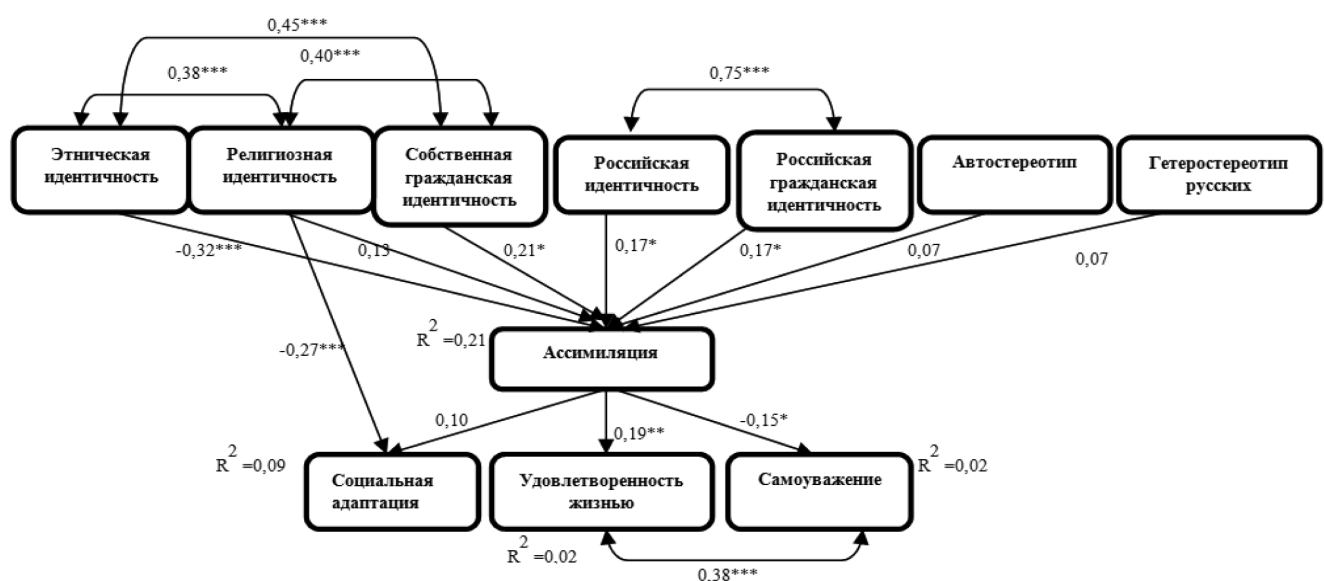 0,45***
0,40***
0,38***
0,75***
Этническая
идентичность
Религиозная
идентичность
Собственная
гражданская
идентичность
Российская
идентичность
Российская
гражданская
идентичность
Автостереотип
Гетеростереотип
русских
-0,32***
0,13
0,21*
0,17*
0,17*
0,07
0,07
R² =0,21
Ассимиляция
-0,27***
0,10
0,19**
-0,15*
R² =0,09
Социальная
адаптация
Удовлетворенность
жизнью
Самоуважение
R² =0,02
R² =0,02
0,38***